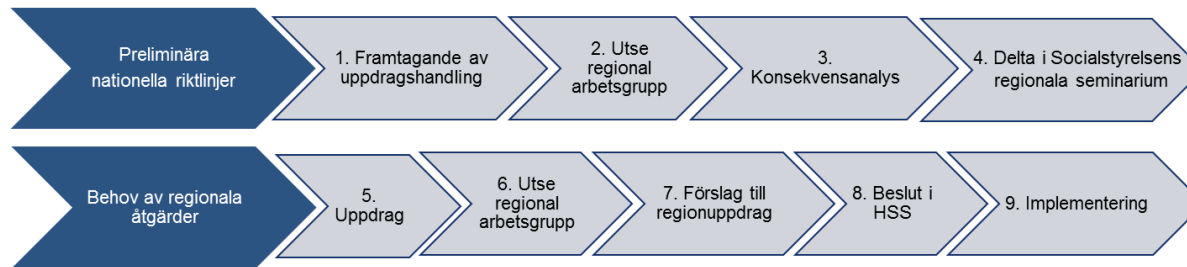 Preliminära
nationella riktlinjer
1. Framtagande av
uppdragshandling
2. Utse
regional
arbetsgrupp
3.
Konsekvensanalys
4. Delta i Socialstyrelsens
regionala seminarium
Behov av regionala
åtgärder
5.
Uppdrag
6. Utse
regional
arbetsgrupp
7. Förslag till
regionuppdrag
8. Beslut i
HSS
9. Implementering